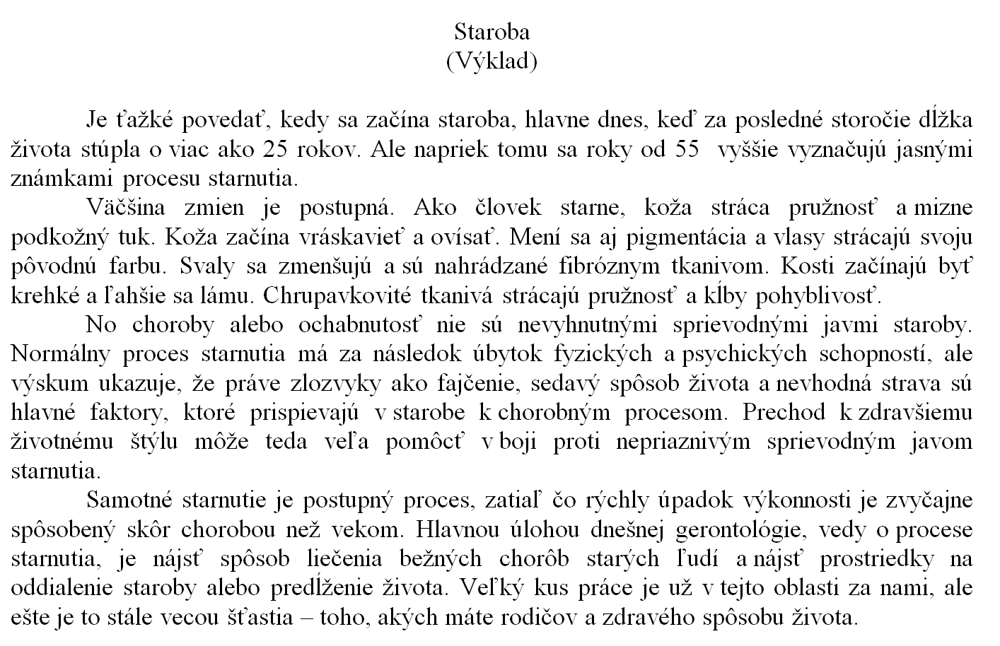 Staroba
(Výklad)
Je ťažké povedať, kedy sa začína staroba, hlavne dnes, keď za posledné storočie dĺžka
života stúpla o viac ako 25 rokov. Ale napriek tomu sa roky od 55  vyššie vyznačujú jasnými
známkami procesu starnutia.
Väčšina zmien je postupná. Ako človek starne, koža stráca pružnosť a mizne
podkožný tuk. Koža začína vráskavieť a ovísať. Mení sa aj pigmentácia a vlasy strácajú svoju
pôvodnú farbu. Svaly sa zmenšujú a sú nahrádzané fibróznym tkanivom. Kosti začínajú byť
krehké a ľahšie sa lámu. Chrupavkovité tkanivá strácajú pružnosť a kĺby pohyblivosť.
No choroby alebo ochabnutosť nie sú nevyhnutnými sprievodnými javmi staroby.
Normálny proces starnutia má za následok úbytok fyzických a psychických schopností, ale
výskum ukazuje, že práve zlozvyky ako fajčenie, sedavý spôsob života a nevhodná strava sú
hlavné faktory, ktoré prispievajú v starobe k chorobným procesom. Prechod k zdravšiemu
životnému štýlu môže teda veľa pomôcť v boji proti nepriaznivým sprievodným javom
starnutia.
Samotné starnutie je postupný proces, zatiaľ čo rýchly úpadok výkonnosti je zvyčajne
spôsobený skôr chorobou než vekom. Hlavnou úlohou dnešnej gerontológie, vedy o procese
starnutia, je nájsť spôsob liečenia bežných chorôb starých ľudí a nájsť prostriedky na
oddialenie staroby alebo predĺženie života. Veľký kus práce je už v tejto oblasti za nami, ale
ešte je to stále vecou šťastia – toho, akých máte rodičov a zdravého spôsobu života.